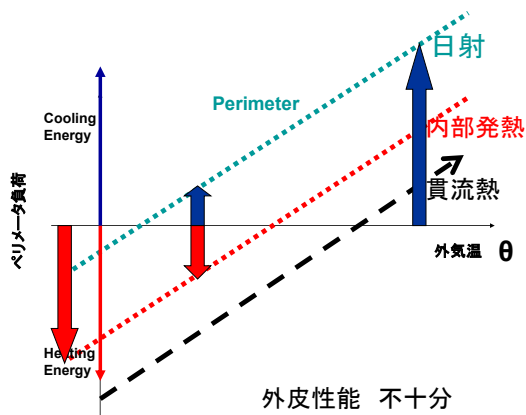 日射
Perimeter
Cooling
Energy
内部発熱
貫流熱
ペリメータ負荷
外気温 θ
Heating
Energy
外皮性能 不十分